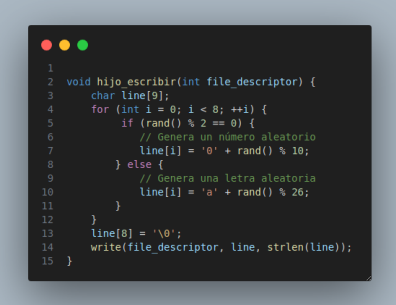 1
2 void hijo_escribir(int file_descriptor) {
3     char line[9];
4     for (int i = 0; i < 8; ++i) {
5          if (rand() % 2 == 0) {
6             // Genera un número aleatorio
7             line[i] = '0' + rand() % 10;
8         } else {
9             // Genera una letra aleatoria
10             line[i] = 'a' + rand() % 26;
11         }
12     }
13     line[8] = '\0';
14     write(file_descriptor, line, strlen(line));
15 }